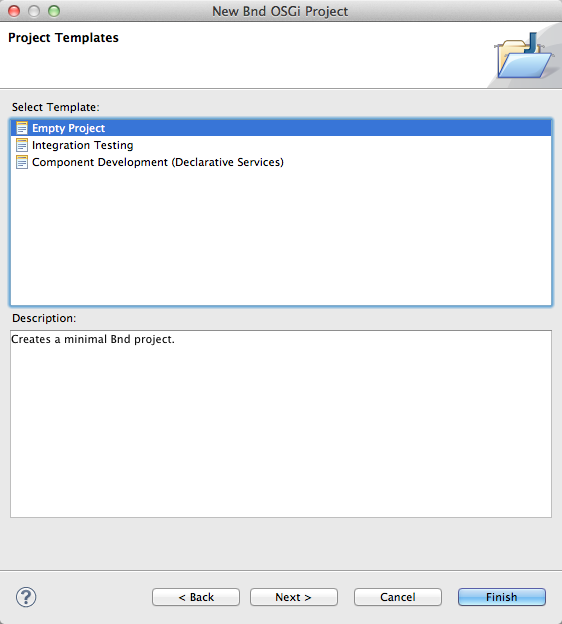 New Bnd OSGi Project
Project Templates
Select Template:
Empty Project
Integration Testing
Component Development (Declarative Services)
Description:
Creates a minimal Bnd project.
?
< Back
Next >
Cancel
Finish